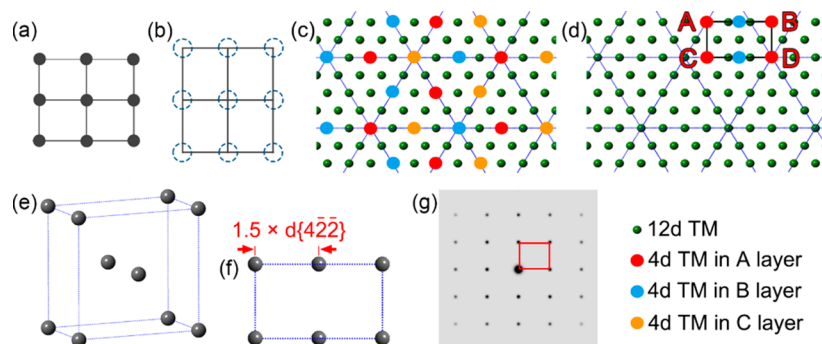 (a)
(b)
(c)
(d)
A
B
C
D
(e)
1.5 × d{42̅2̅}
(f)
(g)
12d TM
4d TM in A layer
4d TM in B layer
4d TM in C layer